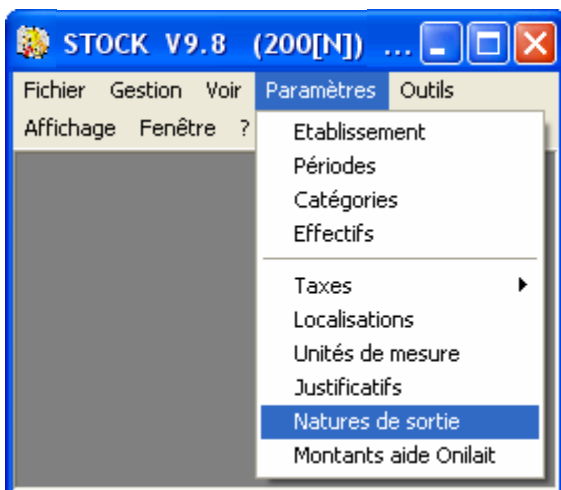 STOCK V9.8 (200[N]) ...
Fichier Gestion Voir Paramètres Outils
Affichage Fenêtre ?
Etablissement
Périodes
Catégories
Effectifs
Taxes
Localisations
Unités de mesure
Justificatifs
Natures de sortie
Montants aide Onilait